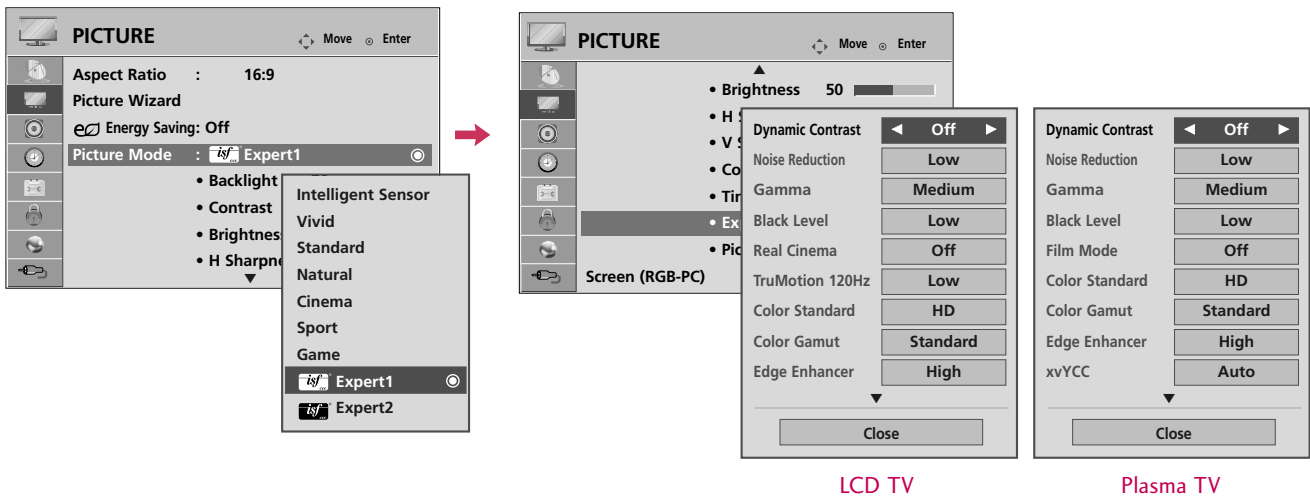 PICTURE
Move Enter
Aspect Ratio : 16:9
Picture Wizard
Energy Saving: Off
Picture Mode : isf Expert1
• Backlight
• Contrast
• Brightnes
• H Sharpne
Intelligent Sensor
Vivid
Standard
Natural
Cinema
Sport
Game
isf Expert1
isf Expert2
PICTURE
Move Enter
• Brightness 50
• H S
• V S
• Co
• Tin
• Ex
• Pic
Screen (RGB-PC)
Dynamic Contrast Off
Noise Reduction Low
Gamma Medium
Black Level Low
Real Cinema Off
TruMotion 120Hz Low
Color Standard HD
Color Gamut Standard
Edge Enhancer High
Close
LCD TV
Dynamic Contrast Off
Noise Reduction Low
Gamma Medium
Black Level Low
Film Mode Off
Color Standard HD
Color Gamut Standard
Edge Enhancer High
xvYCC Auto
Close
Plasma TV